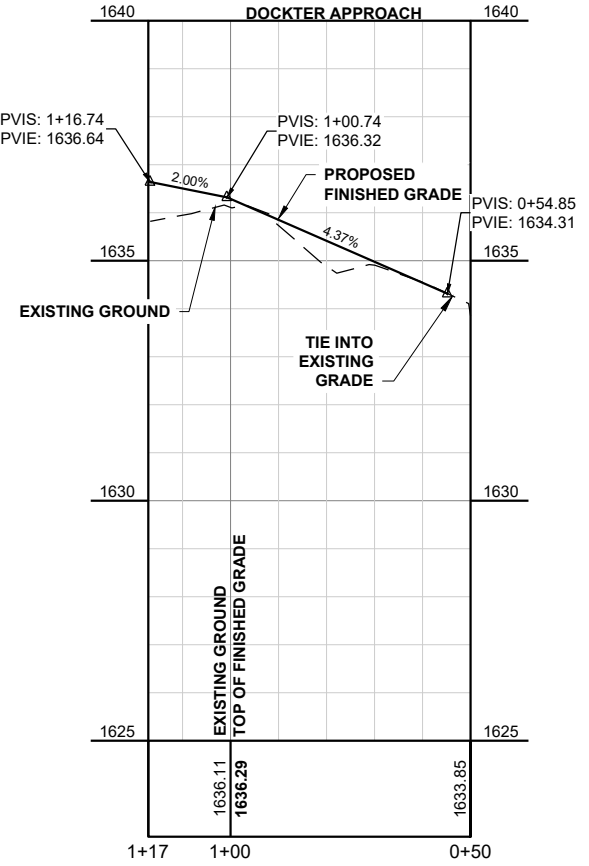 DOCKTER APPROACH
1640
1640
PVIS: 1+16.74
PVIE: 1636.64
PVIS: 1+00.74
PVIE: 1636.32
2.00%
PROPOSED
FINISHED GRADE
PVIS: 0+54.85
PVIE: 1634.31
4.37%
1635
1635
EXISTING GROUND
TIE INTO
EXISTING
GRADE
1630
1630
EXISTING GROUND
TOP OF FINISHED GRADE
1625
1625
1636.11
1636.29
1633.85
1+17
1+00
0+50